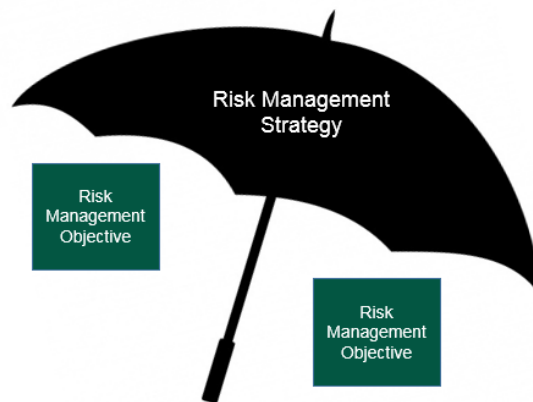 Risk Management
Strategy
Risk
Management
Objective
Risk
Management
Objective